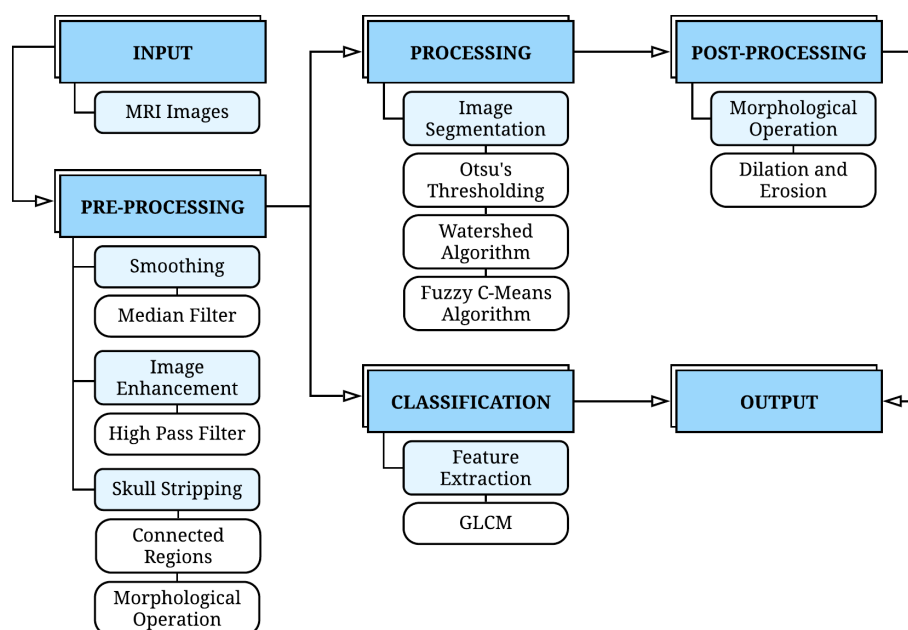 INPUT
MRI Images
PRE-PROCESSING
Smoothing
Median Filter
Image
Enhancement
High Pass Filter
Skull Stripping
Connected
Regions
Morphological
Operation
PROCESSING
Image
Segmentation
Otsu's
Thresholding
Watershed
Algorithm
Fuzzy C-Means
Algorithm
CLASSIFICATION
Feature
Extraction
GLCM
POST-PROCESSING
Morphological
Operation
Dilation and
Erosion
OUTPUT